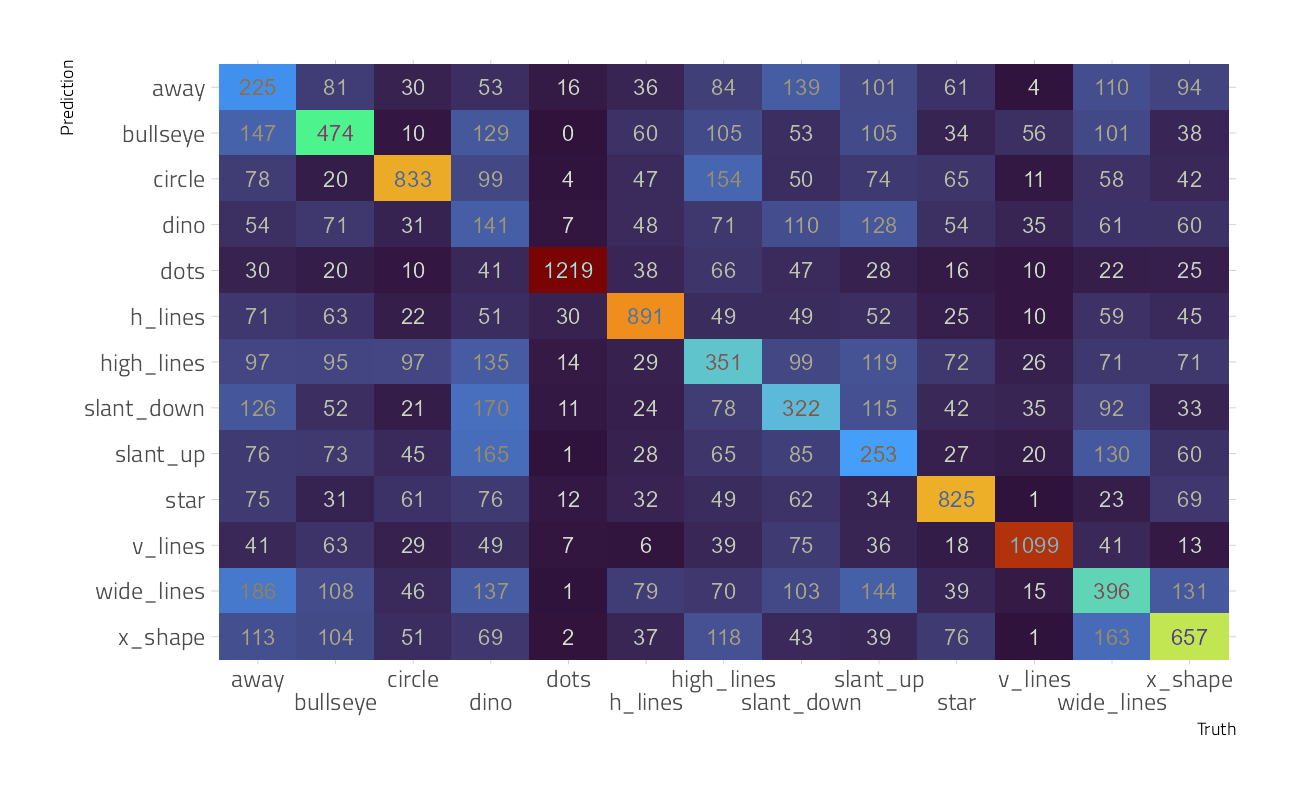 Prediction
away 225 81 30 53 16 36 84 139 101 61 4 110 94
bullseye 147 474 10 129 0 60 105 53 105 34 56 101 38
circle 78 20 833 99 4 47 154 50 74 65 11 58 42
dino 54 71 31 141 7 48 71 110 128 54 35 61 60
dots 30 20 10 41 1219 38 66 47 28 16 10 22 25
h_lines 71 63 22 51 30 891 49 49 52 25 10 59 45
high_lines 97 95 97 135 14 29 351 99 119 72 26 71 71
slant_down 126 52 21 170 11 24 78 322 115 42 35 92 33
slant_up 76 73 45 165 1 28 65 85 253 27 20 130 60
star 75 31 61 76 12 32 49 62 34 825 1 23 69
v_lines 41 63 29 49 7 6 39 75 36 18 1099 41 13
wide_lines 186 108 46 137 1 79 70 103 144 39 15 396 131
x_shape 113 104 51 69 2 37 118 43 39 76 1 163 657
away circle dots high_lines slant_up v_lines x_shape
bullseye dino h_lines slant_down star wide_lines
Truth